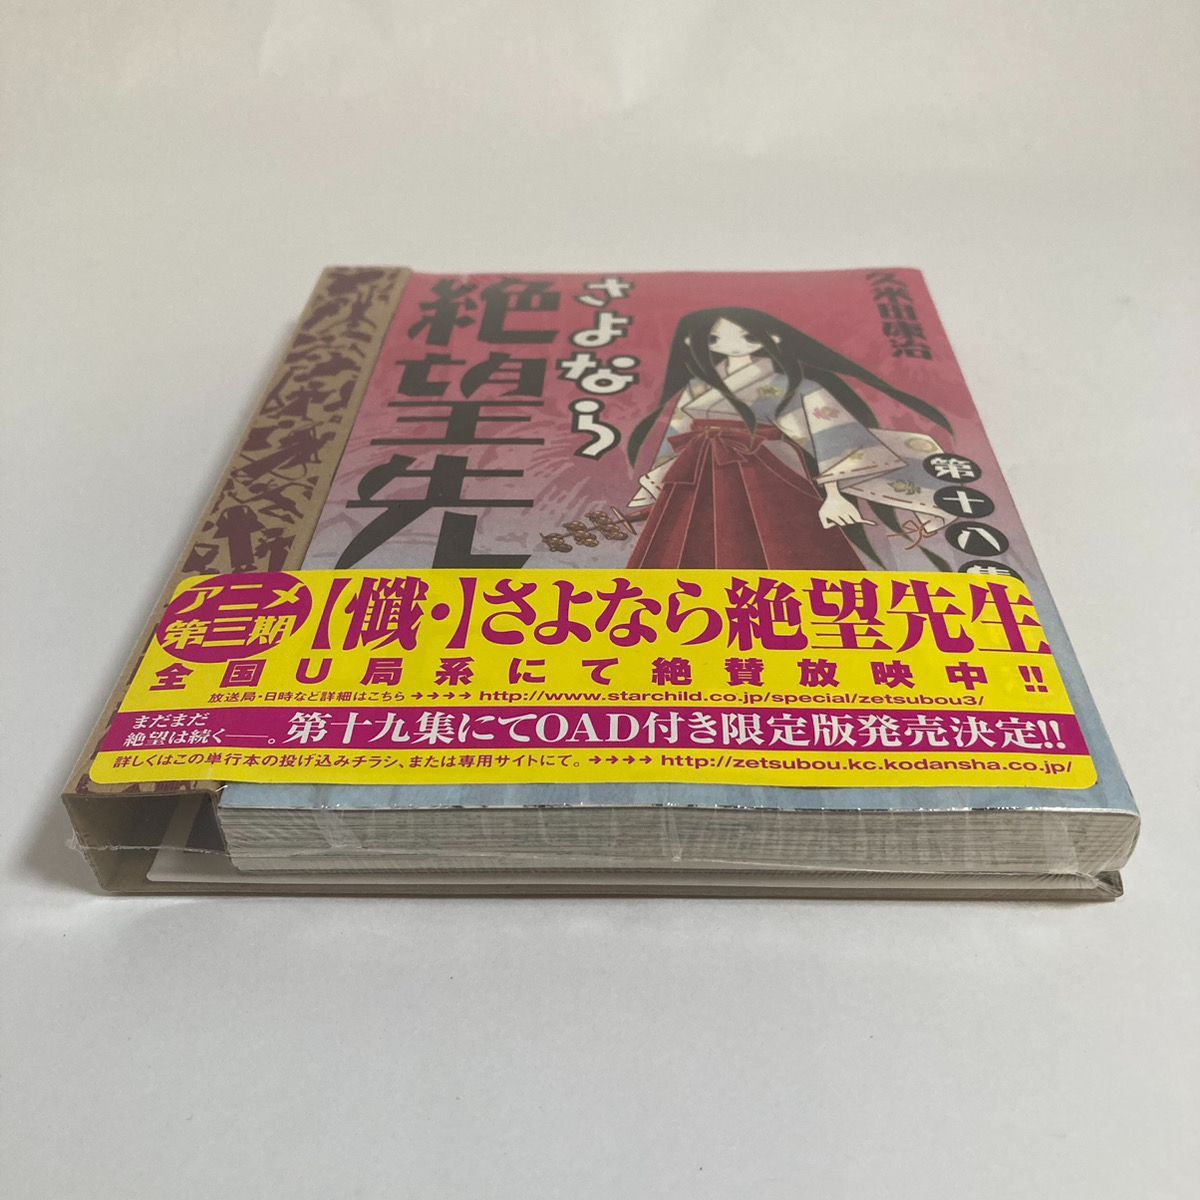 久米田康治
さよなら
絶望先
第十八集
アニメ
第三期
【懺・】さよなら絶望先生
全国U局系にて絶賛放映中!!
放送局・日時など詳細はこちら→→→→http://www.starchild.co.jp/special/zetsubou3/
まだまだ
絶望は続く──。
第十九集にてOAD付き限定版発売決定!!
詳しくはこの単行本の投げ込みチラシ、または専用サイトにて。→→→→http://zetsubou.kc.kodansha.co.jp/